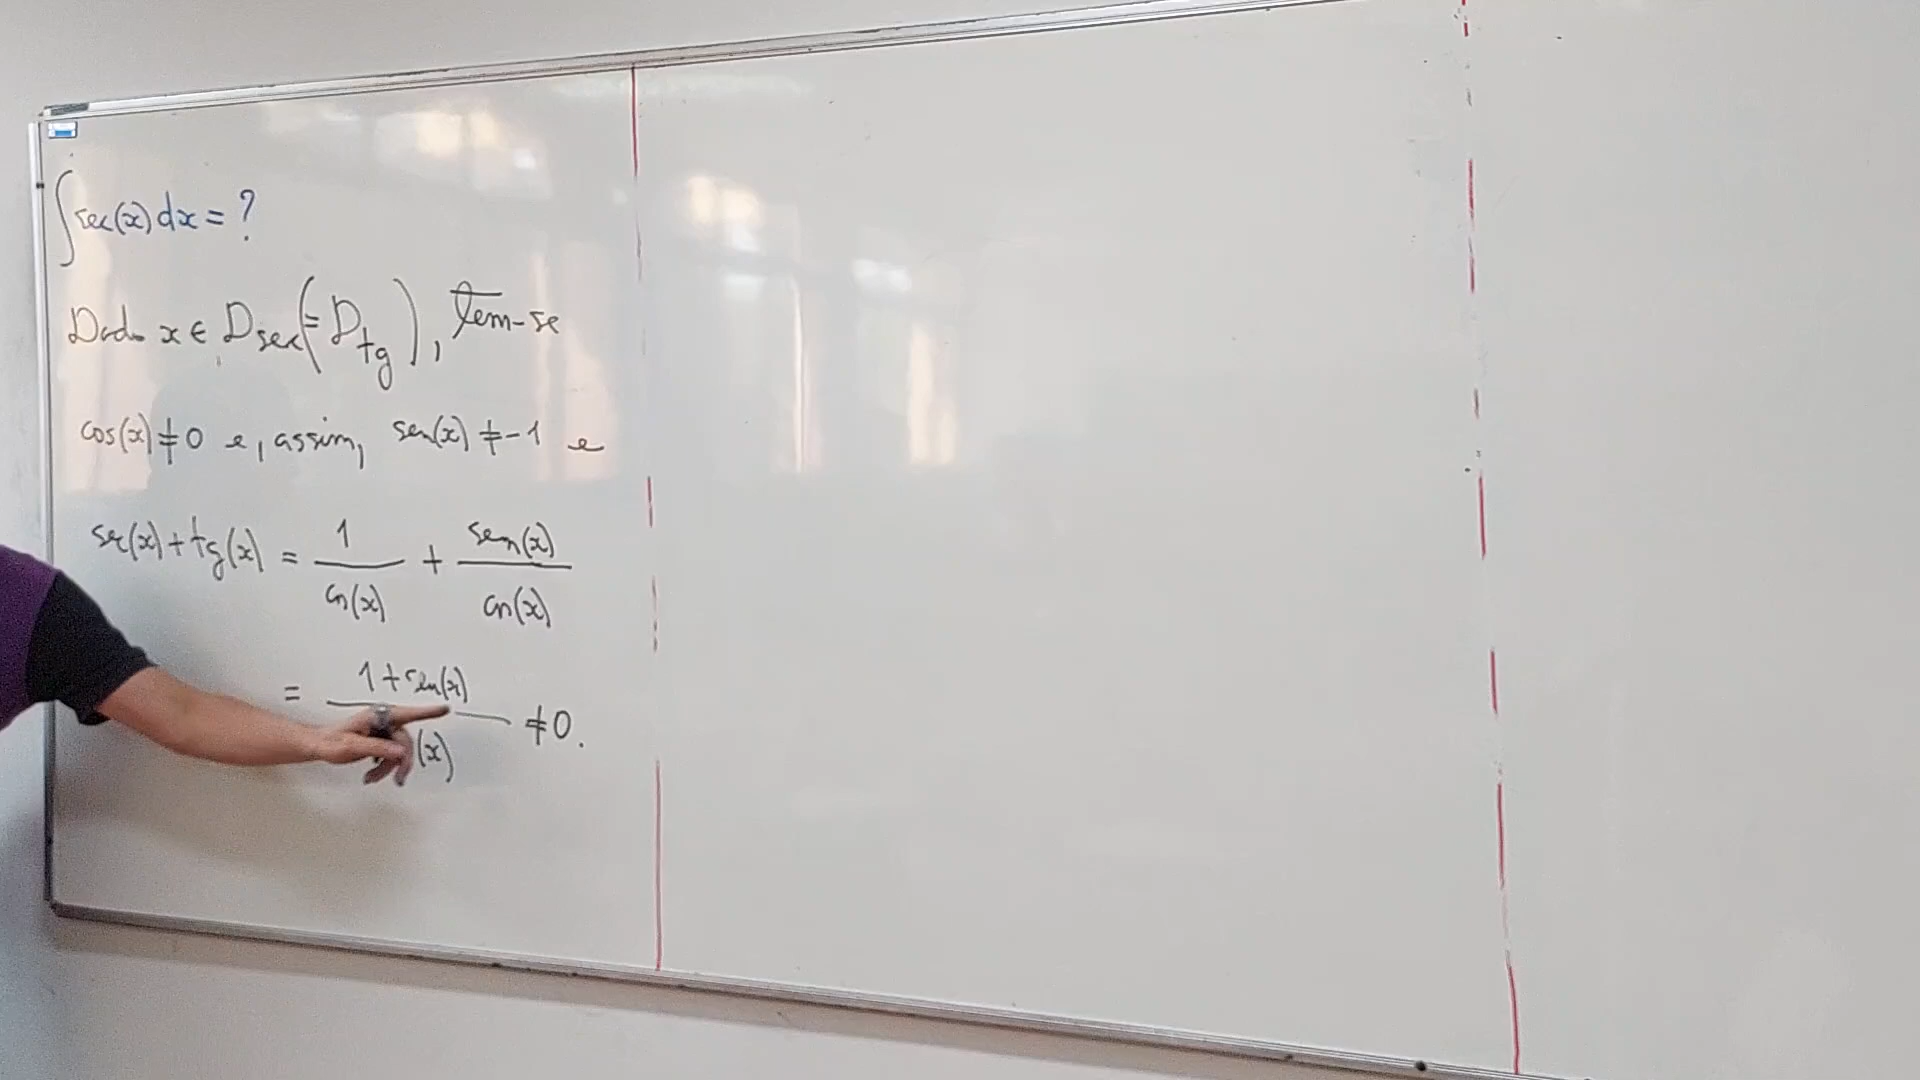 ∫sec(x)dx = ?
Dado x ∈ D_sec (= D_tg), tem-se
cos(x) ≠ 0 e, assim, sen(x) ≠ -1 e
sec(x) + tg(x) = 1/cos(x) + sen(x)/cos(x)
= 1 + sen(x)/(x) ≠ 0.